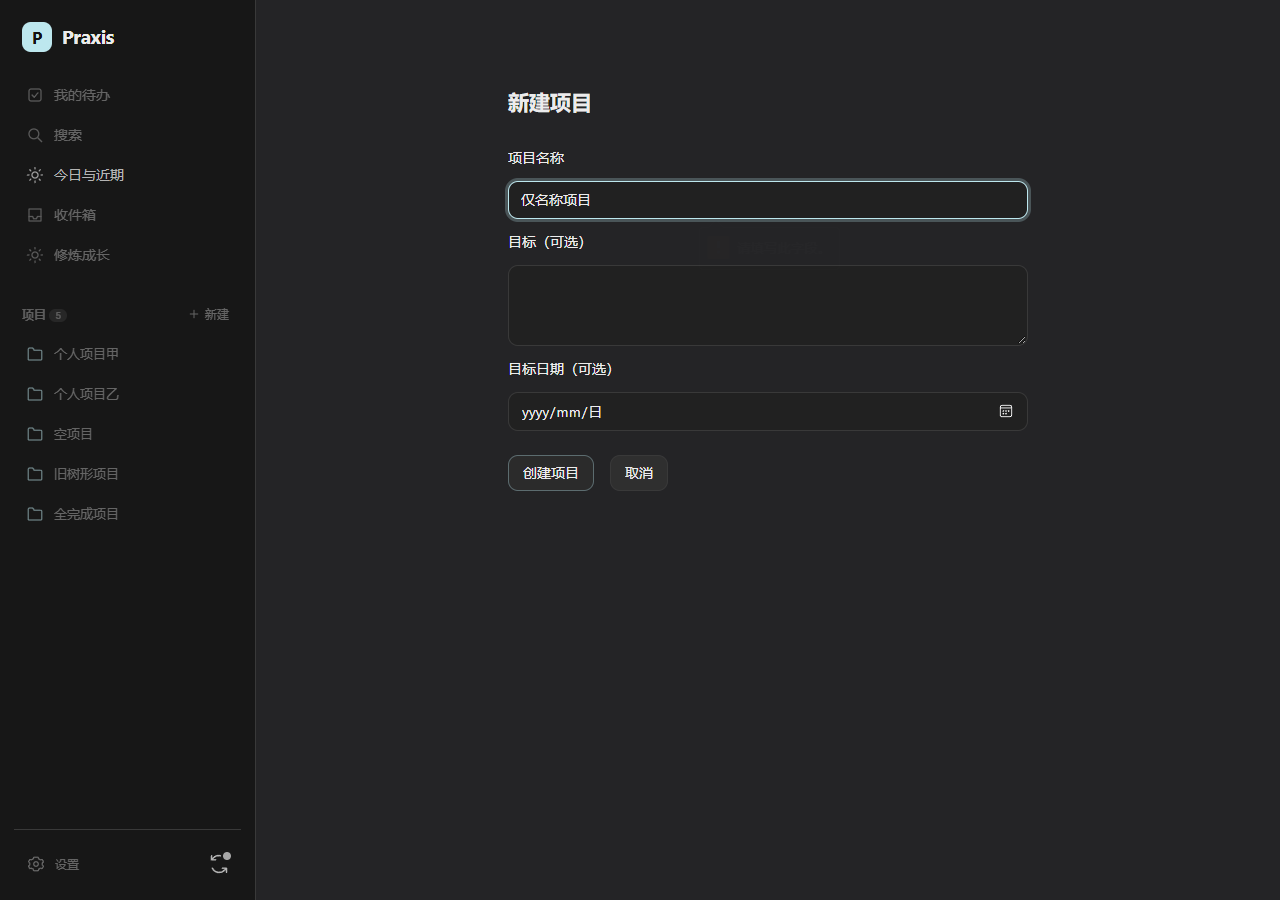 P Praxis
我的待办
搜索
今日与近期
收件箱
修炼成长
项目 5 + 新建
个人项目甲
个人项目乙
空项目
旧树形项目
全完成项目
设置
新建项目
项目名称
仅名称项目
目标（可选）
目标日期（可选）
yyyy/mm/日
创建项目 取消